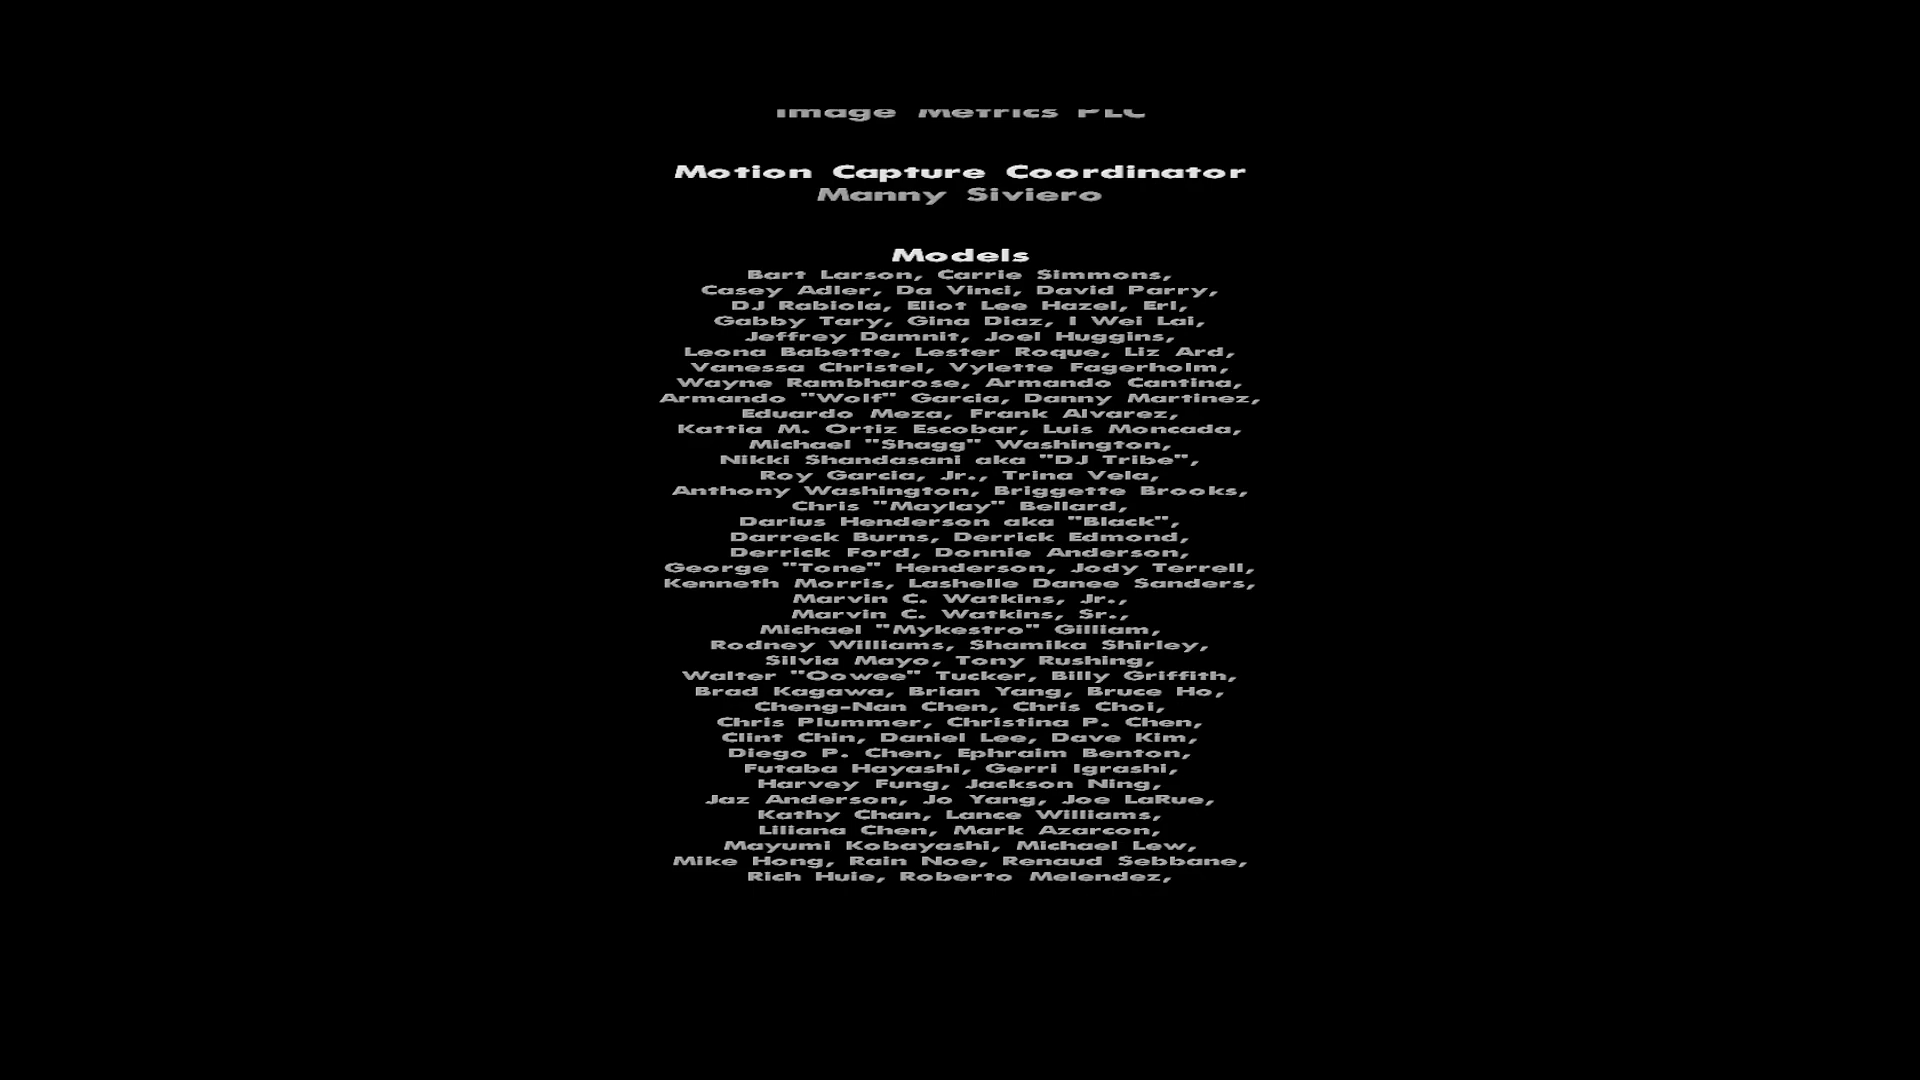 Image Metrics PLC
Motion Capture Coordinator
Manny Siviero
Models
Bart Larson, Carrie Simmons,
Casey Adler, Da Vinci, David Parry,
DJ Rabiola, Eliot Lee Hazel, Erl,
Gabby Tary, Gina Diaz, I Wei Lai,
Jeffrey Damnit, Joel Huggins,
Leona Babette, Lester Roque, Liz Ard,
Vanessa Christel, Vylette Fagerholm,
Wayne Rambharose, Armando Cantina,
Armando "Wolf" Garcia, Danny Martinez,
Eduardo Meza, Frank Alvarez,
Kattia M. Ortiz Escobar, Luis Moncada,
Michael "Shagg" Washington,
Nikki Shandasani aka "DJ Tribe",
Roy Garcia, Jr., Trina Vela,
Anthony Washington, Briggette Brooks,
Chris "Maylay" Bellard,
Darius Henderson aka "Black",
Darreck Burns, Derrick Edmond,
Derrick Ford, Donnie Anderson,
George "Tone" Henderson, Jody Terrell,
Kenneth Morris, Lashelle Danee Sanders,
Marvin C. Watkins, Jr.,
Marvin C. Watkins, Sr.,
Michael "Mykestro" Gilliam,
Rodney Williams, Shamika Shirley,
Silvia Mayo, Tony Rushing,
Walter "Oowee" Tucker, Billy Griffith,
Brad Kagawa, Brian Yang, Bruce Ho,
Cheng-Nan Chen, Chris Choi,
Chris Plummer, Christina P. Chen,
Clint Chin, Daniel Lee, Dave Kim,
Diego P. Chen, Ephraim Benton,
Futaba Hayashi, Gerri Igrashi,
Harvey Fung, Jackson Ning,
Jaz Anderson, Jo Yang, Joe LaRue,
Kathy Chan, Lance Williams,
Liliana Chen, Mark Azarcon,
Mayumi Kobayashi, Michael Lew,
Mike Hong, Rain Noe, Renaud Sebbane,
Rich Huie, Roberto Melendez,